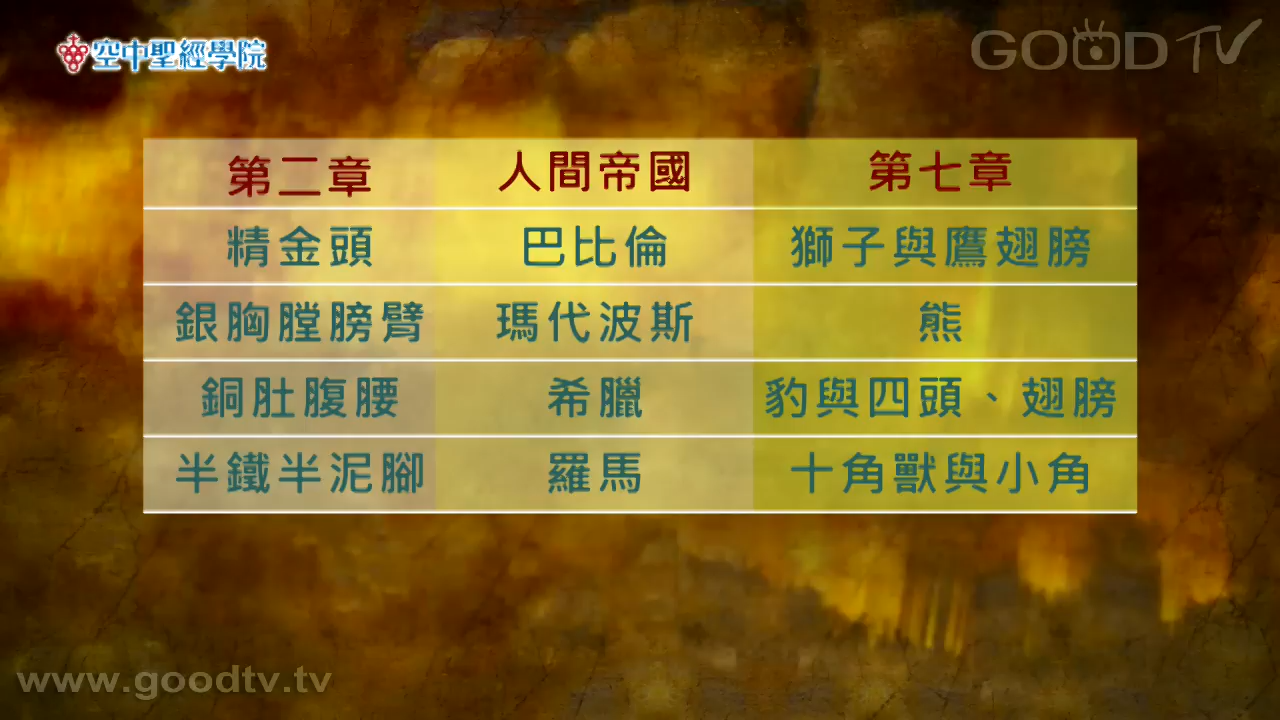 空中聖經學院
GOOD TV
第二章 人間帝國 第七章
精金頭 巴比倫 獅子與鷹翅膀
銀胸膛膀臂 瑪代波斯 熊
銅肚腹腰 希臘 豹與四頭、翅膀
半鐵半泥腳 羅馬 十角獸與小角
www.goodtv.tv